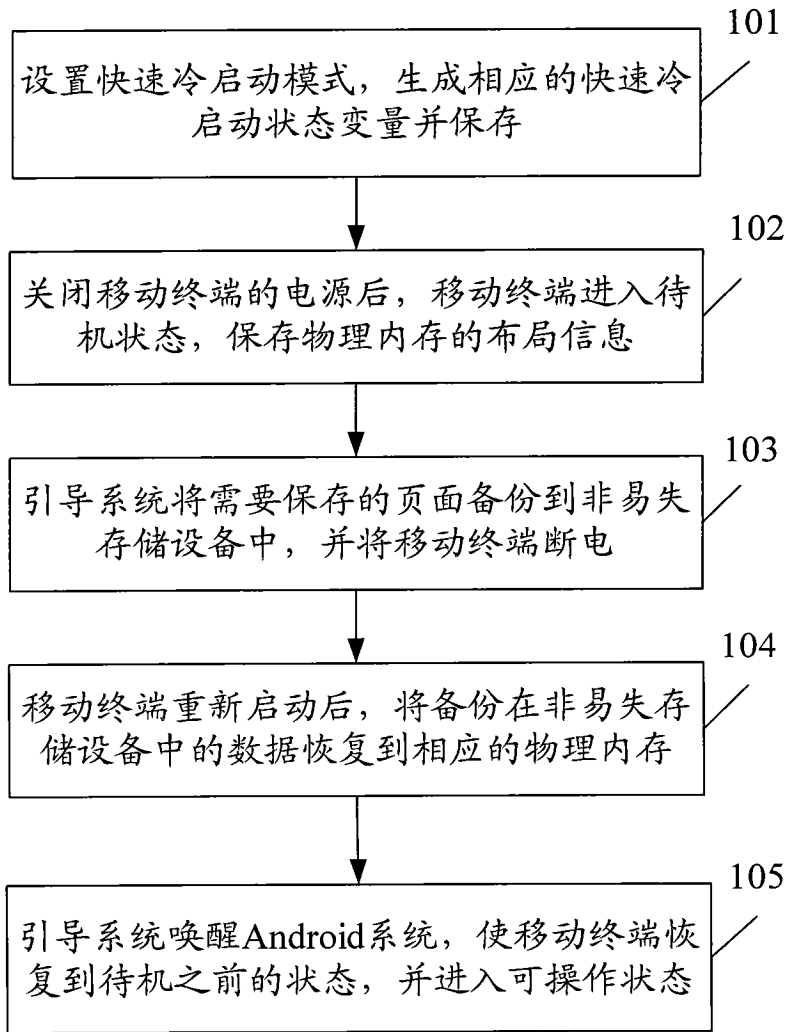 101
设置快速冷启动模式，生成相应的快速冷
启动状态变量并保存
102
关闭移动终端的电源后，移动终端进入待
机状态，保存物理内存的布局信息
103
引导系统将需要保存的页面备份到非易失
存储设备中，并将移动终端断电
104
移动终端重新启动后，将备份在非易失存
储设备中的数据恢复到相应的物理内存
105
引导系统唤醒Android系统，使移动终端恢
复到待机之前的状态，并进入可操作状态